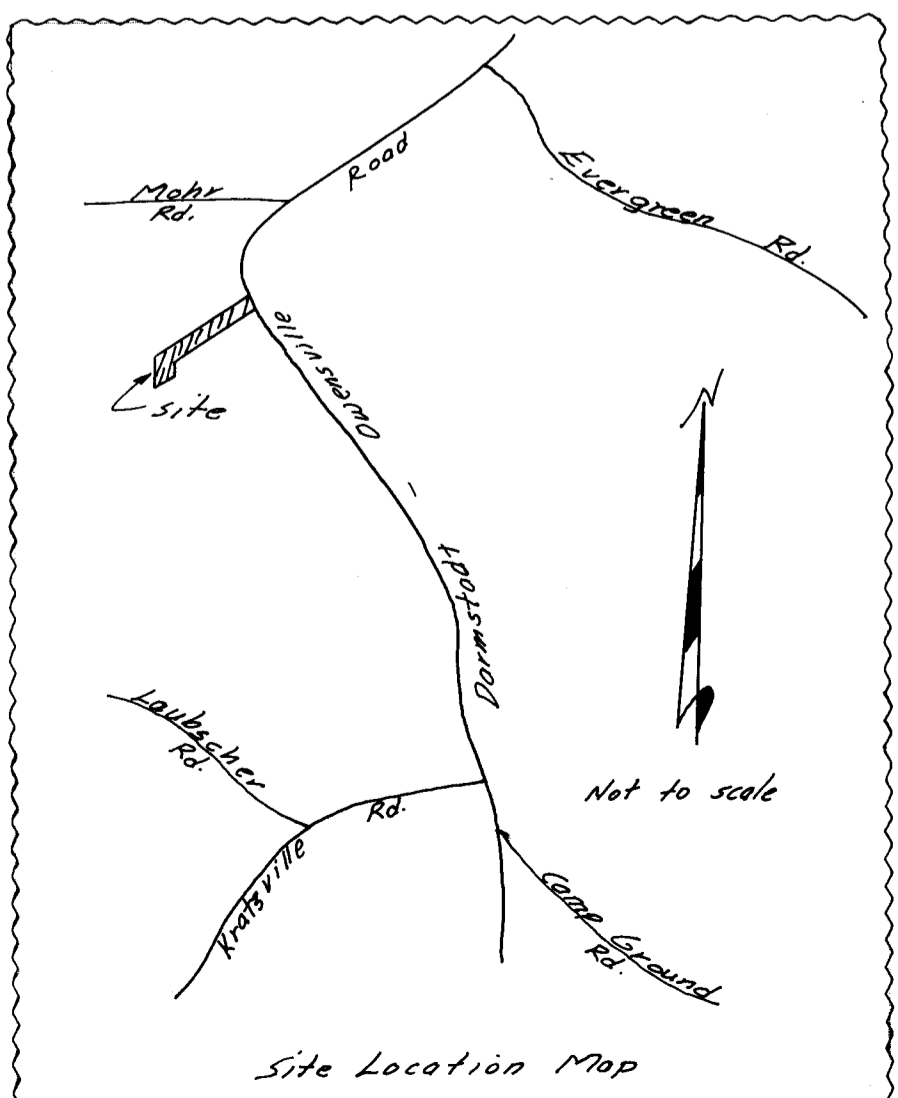 Road
Mohr
Rd.
Evergreen Rd.
Owensville
-
Darmstadt
site
N
Laubscher
Rd.
Not to scale
Kratzville Rd.
Camp Ground
Rd.
Site Location Map